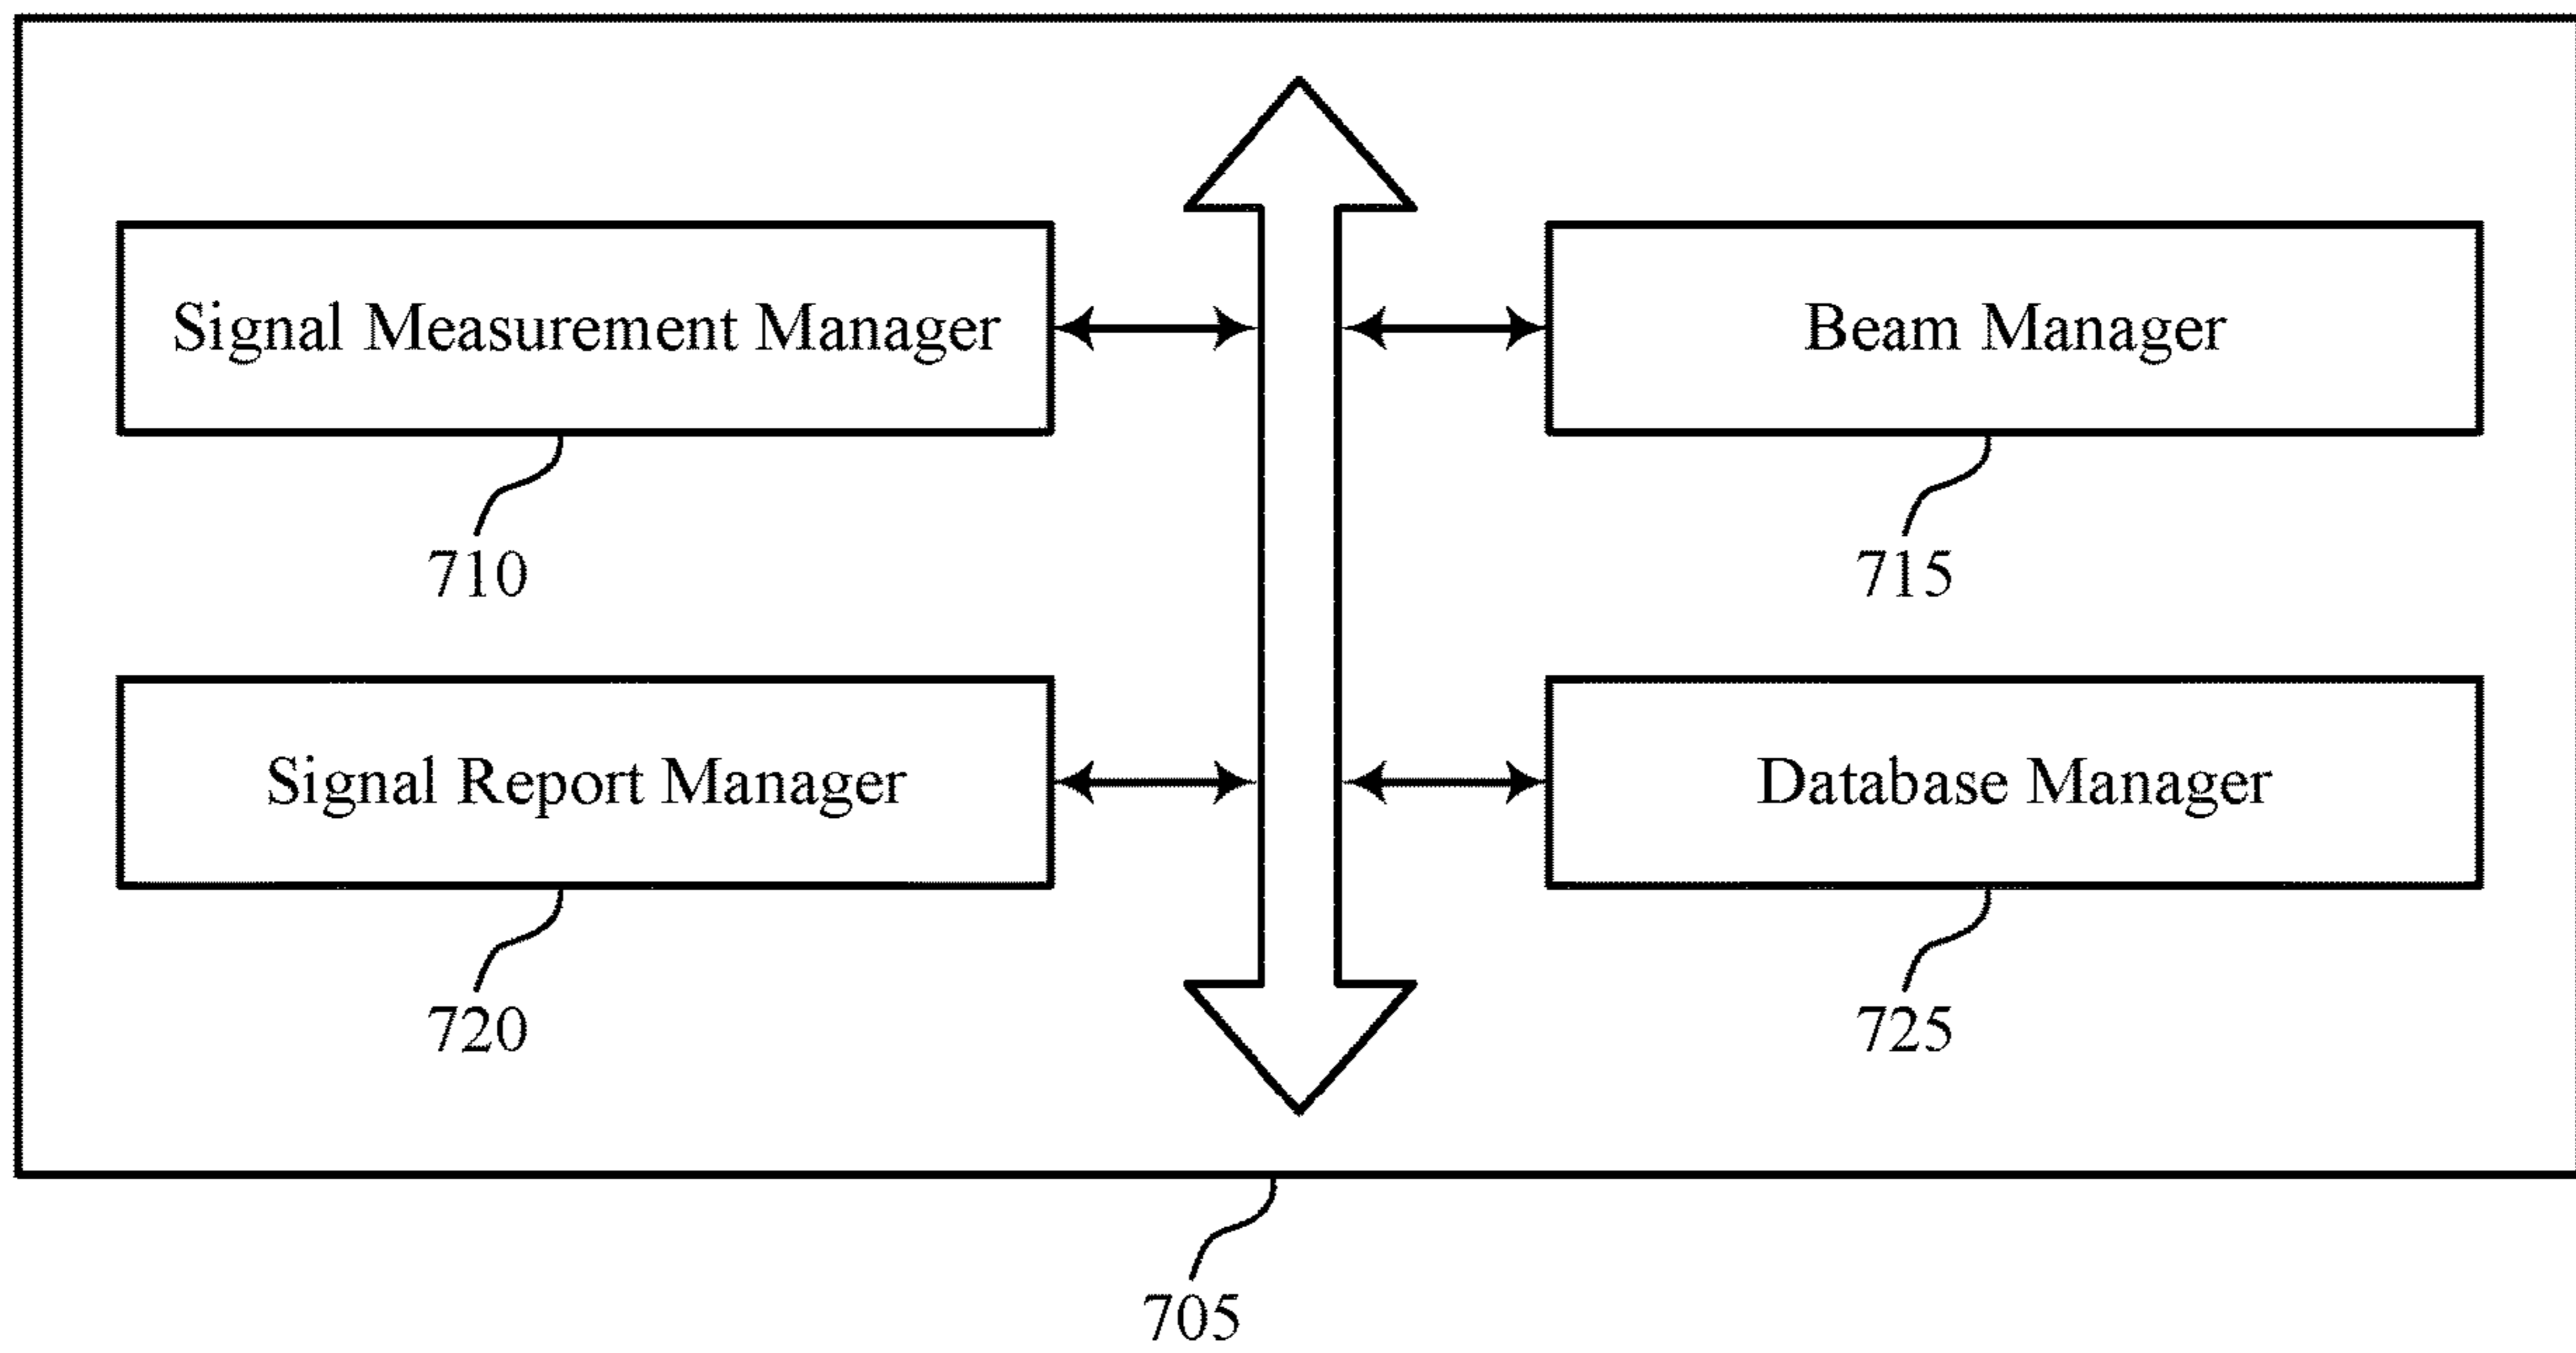 Signal Measurement Manager
Beam Manager
710
715
Signal Report Manager
Database Manager
720
725
705